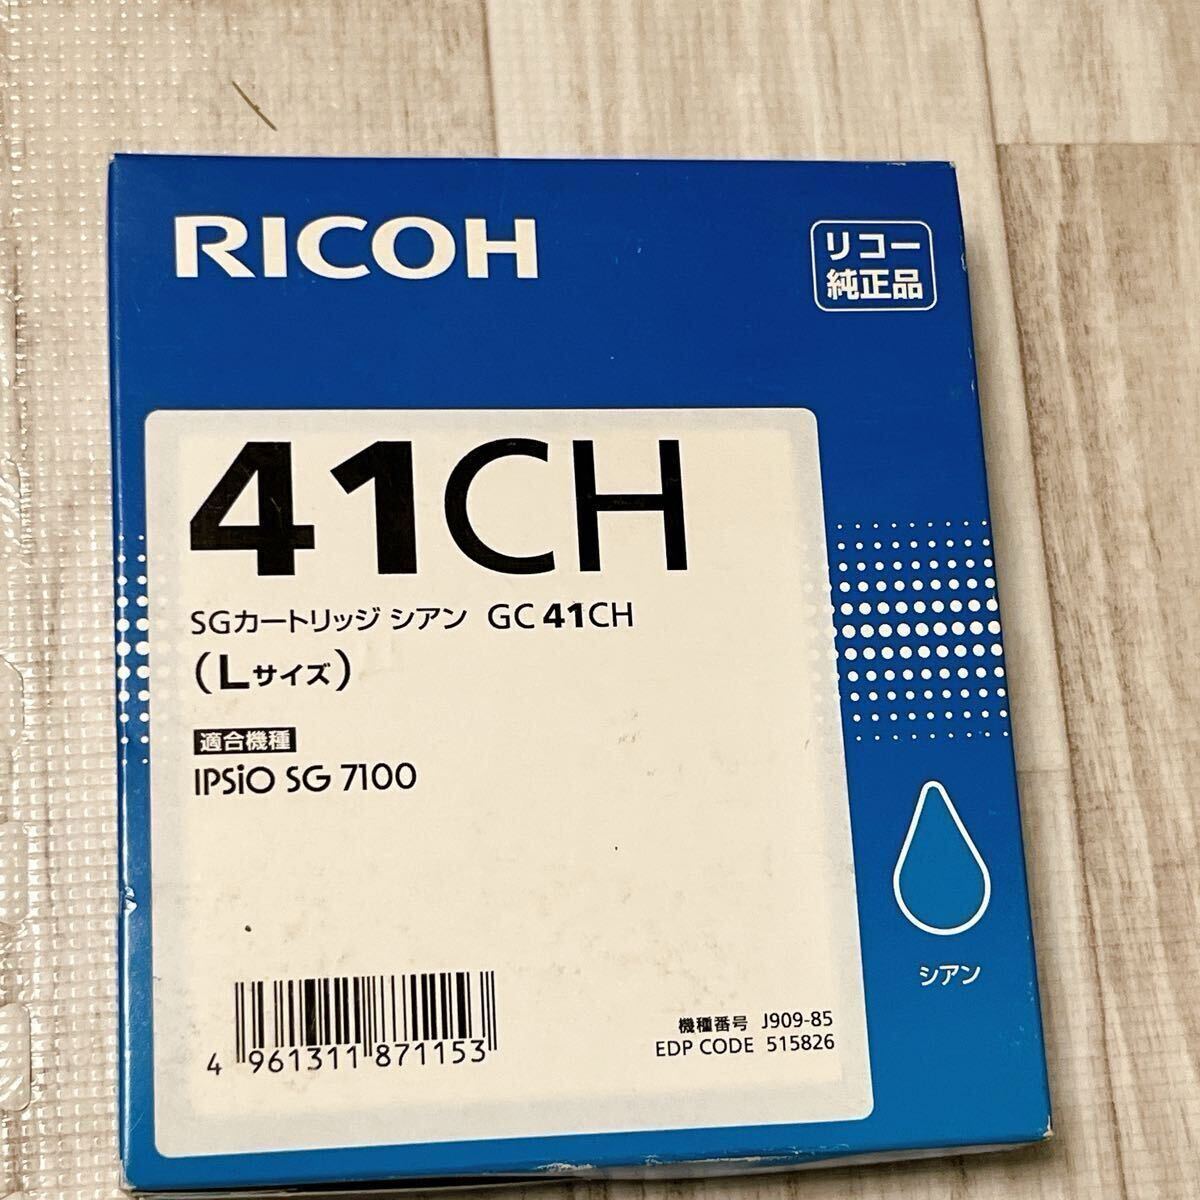 RICOH
リコー
純正品
41CH
SGカートリッジ シアン GC 41CH
(Lサイズ)
適合機種
IPSiO SG 7100
シアン
機種番号 J909-85
EDP CODE 515826
4 961311 871153